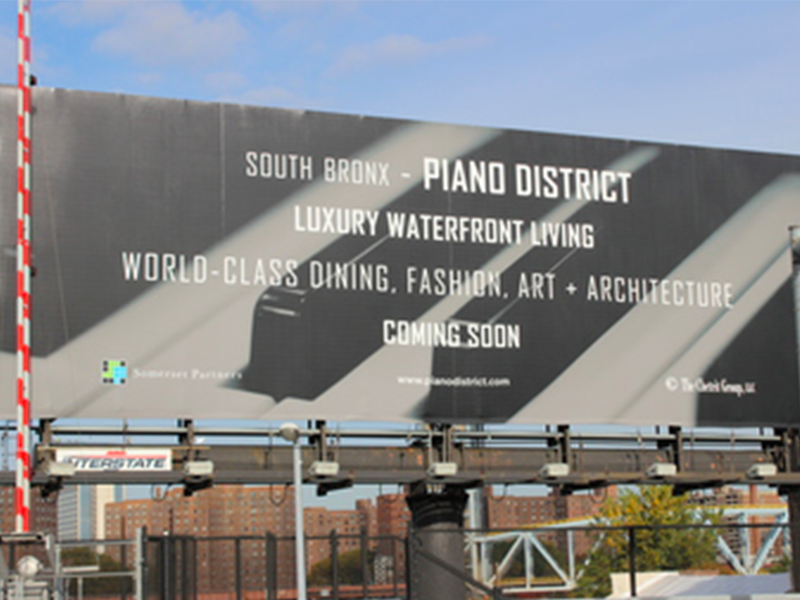 SOUTH BRONX - PIANO DISTRICT
LUXURY WATERFRONT LIVING
WORLD-CLASS DINING, FASHION, ART + ARCHITECTURE
COMING SOON
Somerset Partners
www.pianodistrict.com
© The Chetrit Group, LLC
INTERSTATE